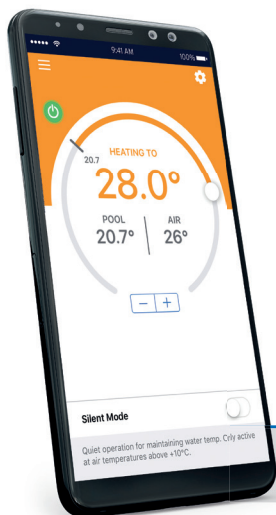 9:41 AM
100%
HEATING TO
20.7
28.0°
POOL AIR
20.7° 26°
− +
Silent Mode
Quiet operation for maintaining water temp. Crly active
at air temperatures above +10°C.